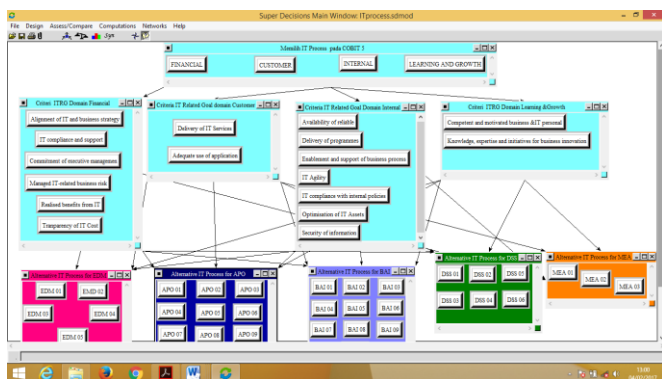 Super Decisions Main Window: ITprocess.sdmod
File Design Assess/Compare Computations Networks Help
Syn
Memilih IT Process pada COBIT 5
FINANCIAL
CUSTOMER
INTERNAL
LEARNING AND GROWTH
Criteri ITRG Domain Financial
Alignment of IT and business strategy
IT compliance and support
Commitment of executive managemen
Managed IT-related business risk
Realised benefits from IT
Transparency of IT Cost
Criteria IT Related Goal domain Customer
Delivery of IT Services
Adequate use of application
Criteria IT Related Goal Domain Internal
Availability of reliable
Delivery of programmes
Enablement and support of business process
IT Agility
IT compliance with internal policies
Optimisation of IT Assets
Security of information
Criteri ITRG Domain Learning &Growth
Competent and motivated business &IT personal
Knowledge, expertise and initiatives for business innovation
Alternative IT Process for EDM
EDM 01
EMD 02
EDM 03
EDM 04
EDM 05
Alternative IT Process for APO
APO 01
APO 02
APO 03
APO 04
APO 05
APO 06
APO 07
APO 08
APO 09
Alternative IT Process for BAI
BAI 01
BAI 02
BAI 03
BAI 04
BAI 05
BAI 06
BAI 07
BAI 08
BAI 09
Alternative IT Process for DSS
DSS 01
DSS 02
DSS 05
DSS 03
DSS 04
DSS 06
Alternative IT Process for MEA
MEA 01
MEA 02
MEA 03
13:00
04/02/2017